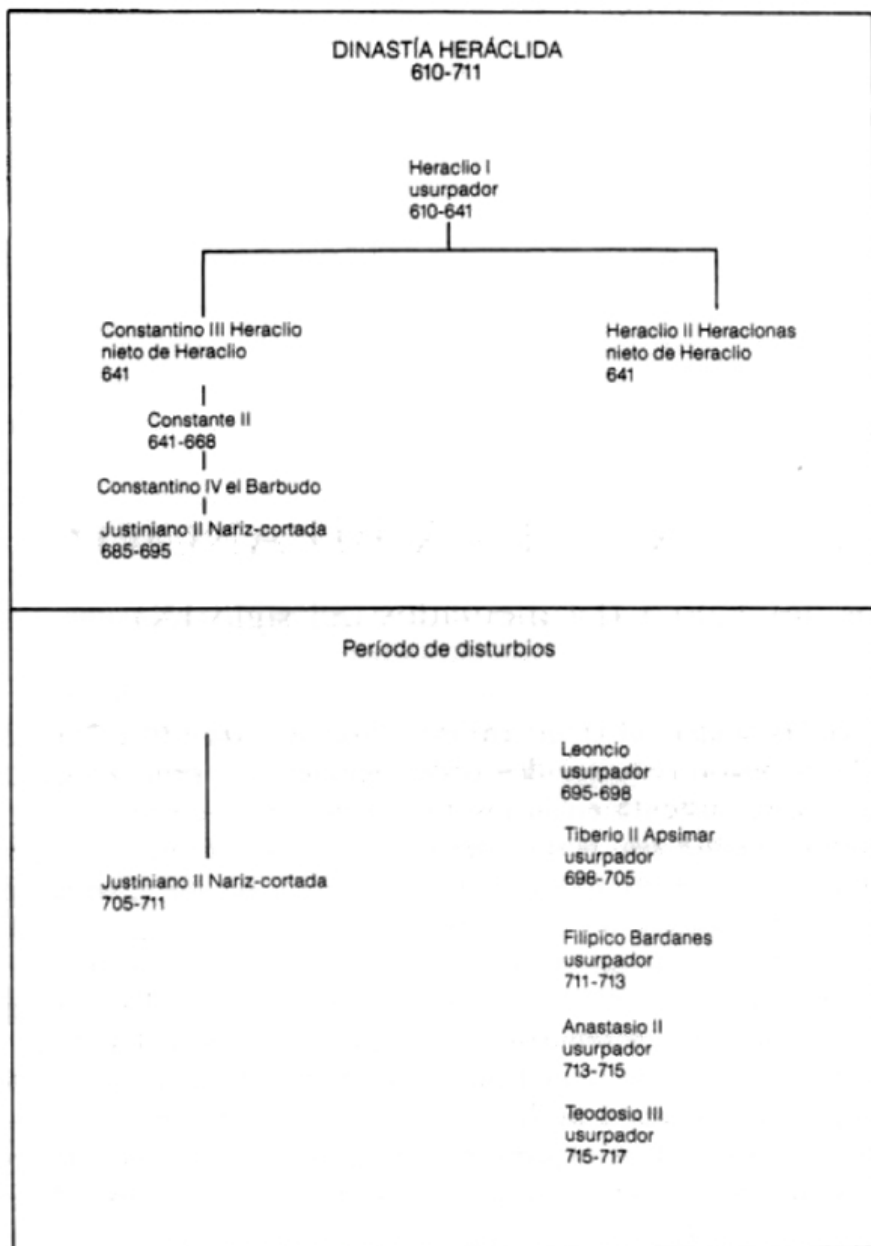 DINASTÍA HERÁCLIDA
610-711
Heraclio I
usurpador
610-641
Constantino III Heraclio
nieto de Heraclio
641
Heraclio II Heraclonas
nieto de Heraclio
641
Constante II
641-668
Constantino IV el Barbudo
Justiniano II Nariz-cortada
685-695
Período de disturbios
Leoncio
usurpador
695-698
Tiberio II Apsimar
usurpador
698-705
Justiniano II Nariz-cortada
705-711
Filipico Bardanes
usurpador
711-713
Anastasio II
usurpador
713-715
Teodosio III
usurpador
715-717